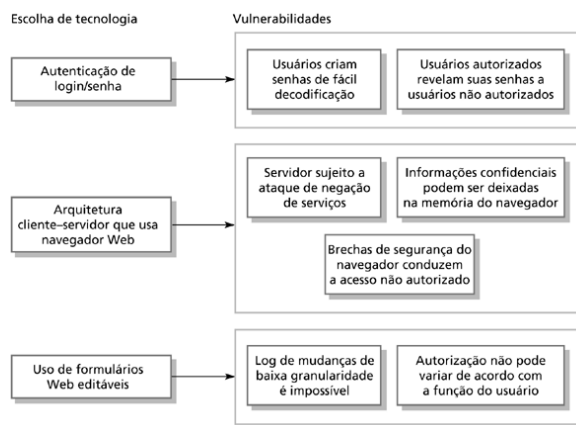 Escolha de tecnologia
Vulnerabilidades
Autenticação de
login/senha
Usuários criam
senhas de fácil
decodificação
Usuários autorizados
revelam suas senhas a
usuários não autorizados
Arquitetura
cliente–servidor que usa
navegador Web
Servidor sujeito a
ataque de negação
de serviços
Informações confidenciais
podem ser deixadas
na memória do navegador
Brechas de segurança do
navegador conduzem
a acesso não autorizado
Uso de formulários
Web editáveis
Log de mudanças de
baixa granularidade
é impossível
Autorização não pode
variar de acordo com
a função do usuário